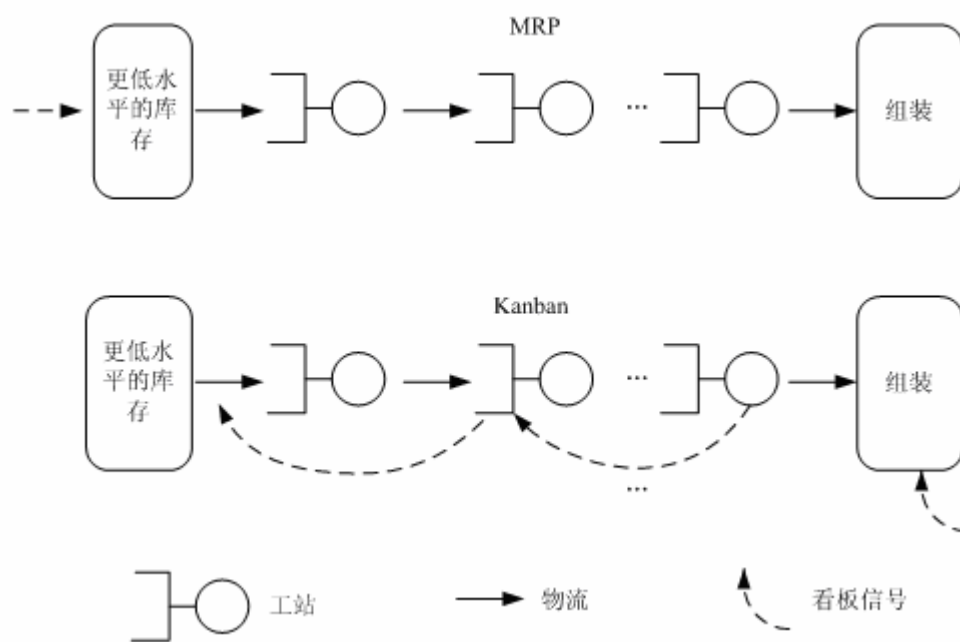 MRP
更低水
平的库
存
...
组装
Kanban
更低水
平的库
存
...
组装
...
工站
物流
看板信号